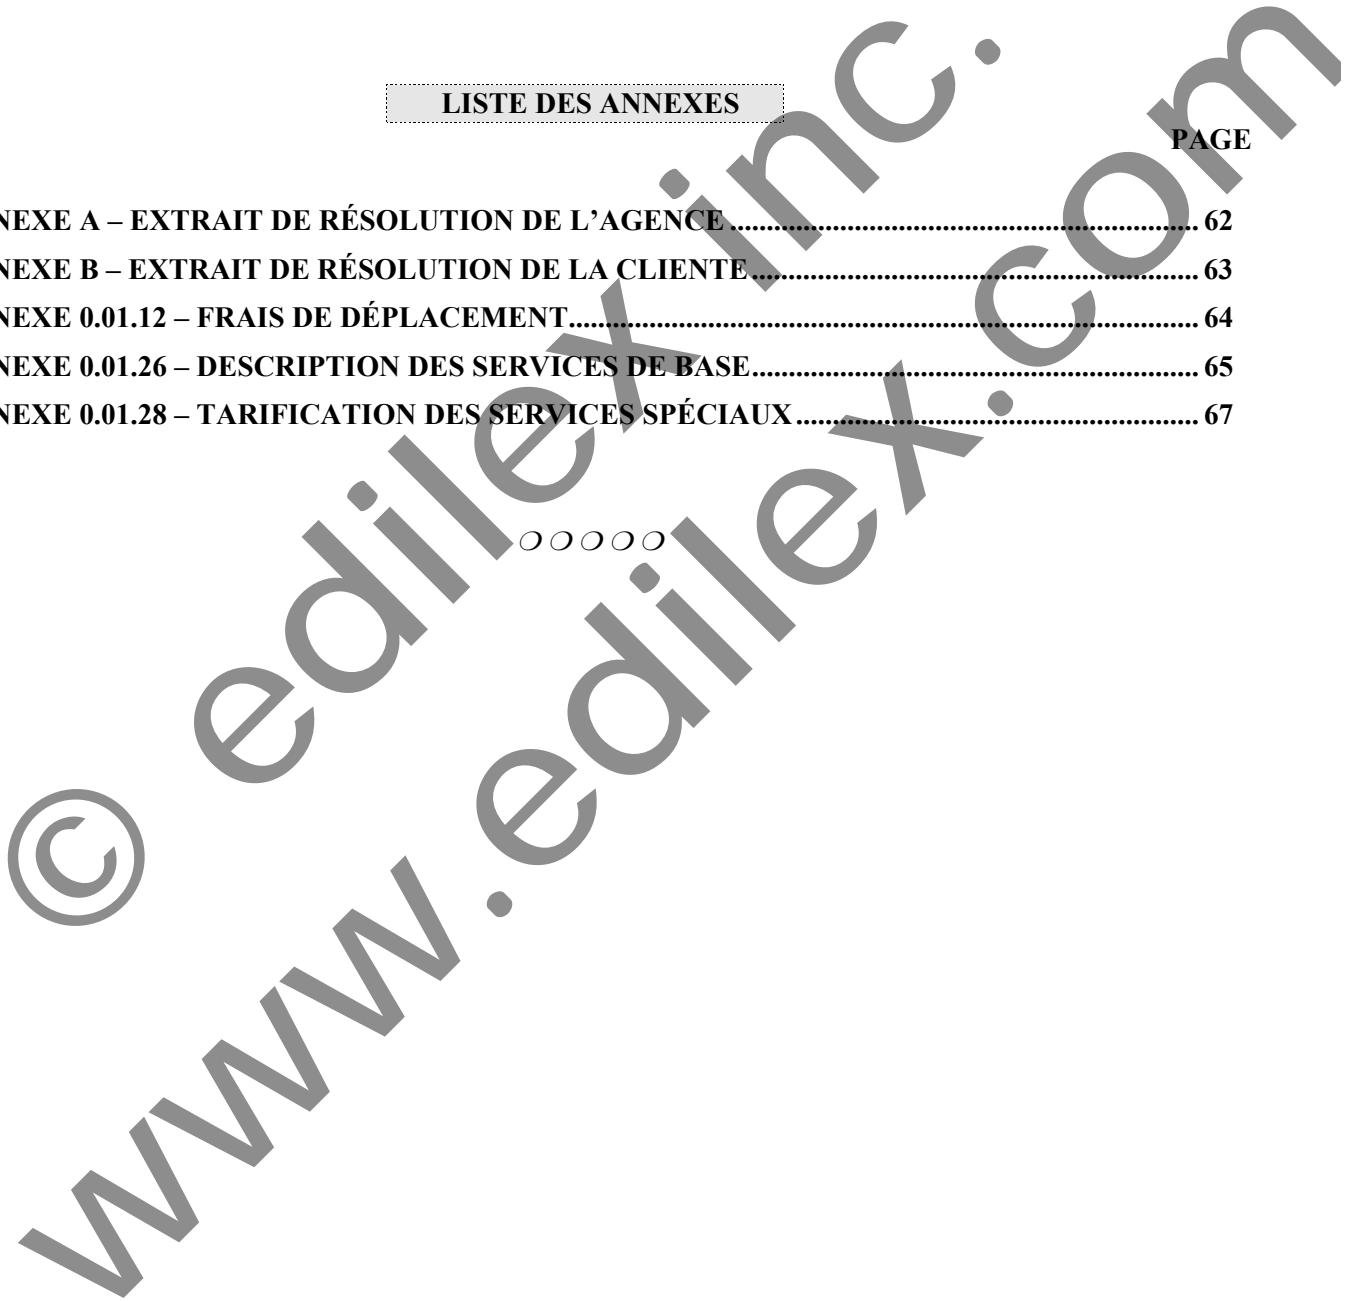 LISTE DES ANNEXES
PAGE
NEXE A – EXTRAIT DE RÉSOLUTION DE L’AGENCE ................................................................ 62
NEXE B – EXTRAIT DE RÉSOLUTION DE LA CLIENTE ............................................................. 63
NEXE 0.01.12 – FRAIS DE DÉPLACEMENT...................................................................................... 64
NEXE 0.01.26 – DESCRIPTION DES SERVICES DE BASE ............................................................. 65
NEXE 0.01.28 – TARIFICATION DES SERVICES SPÉCIAUX ....................................................... 67
❍❍❍❍❍
© edilex inc.
www.edilex.com